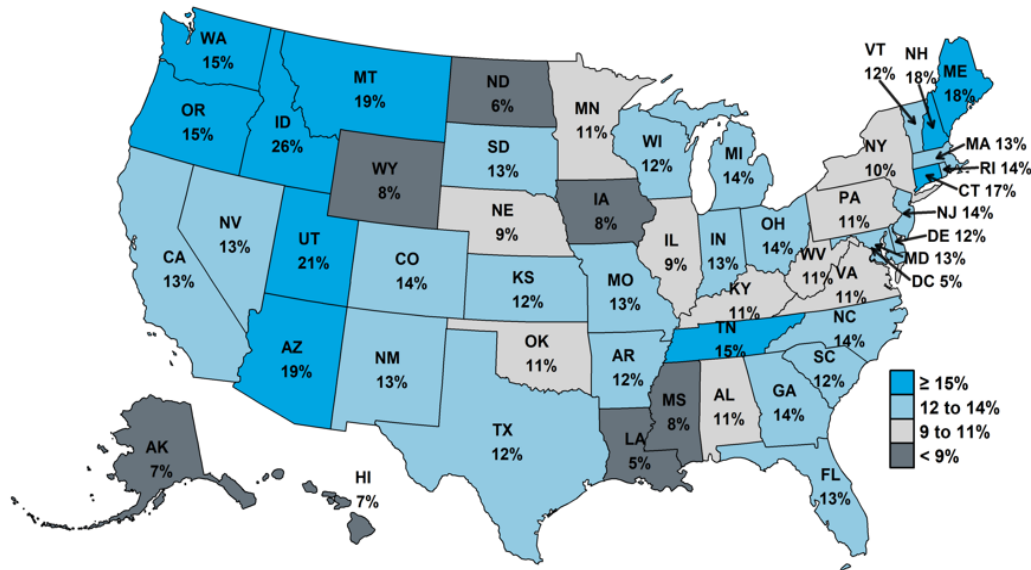 WA
15%
OR
15%
ID
26%
MT
19%
ND
6%
MN
11%
WI
12%
MI
14%
VT
12%
NH
18%
ME
18%
SD
13%
WY
8%
NY
10%
MA 13%
RI 14%
CT 17%
NJ 14%
DE 12%
MD 13%
DC 5%
PA
11%
NE
9%
IA
8%
IL
9%
IN
13%
OH
14%
WV
11%
VA
11%
NV
13%
UT
21%
CO
14%
CA
13%
KS
12%
MO
13%
KY
11%
NC
14%
TN
15%
SC
12%
AZ
19%
NM
13%
OK
11%
AR
12%
MS
8%
AL
11%
GA
14%
TX
12%
LA
5%
FL
13%
AK
7%
HI
7%
≥ 15%
12 to 14%
9 to 11%
< 9%